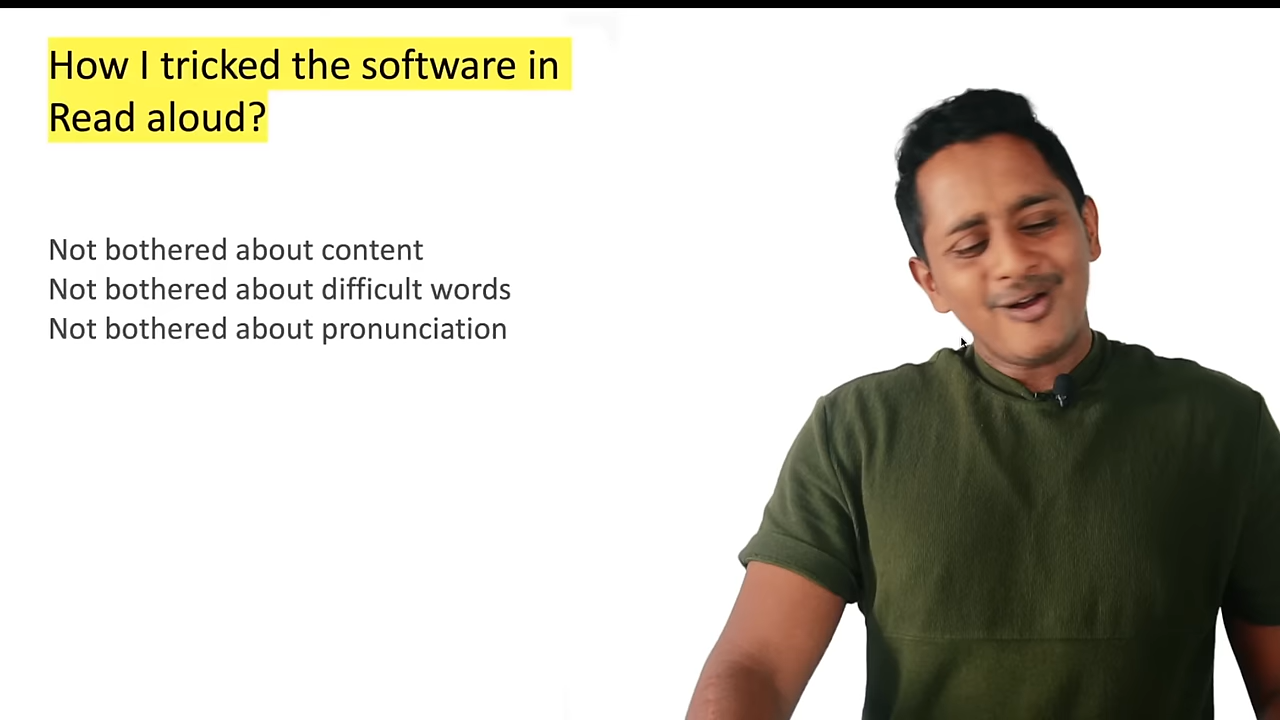 How I tricked the software in
Read aloud?
Not bothered about content
Not bothered about difficult words
Not bothered about pronunciation